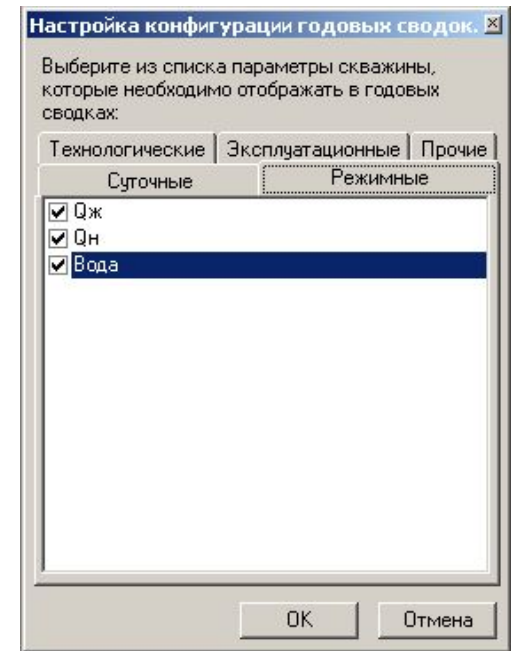 Настройка конфигурации годовых сводок.
Выберите из списка параметры скважины,
которые необходимо отображать в годовых
сводках:
Технологические Эксплуатационные Прочие
Суточные Режимные
Qж
Qн
Вода
OK Отмена